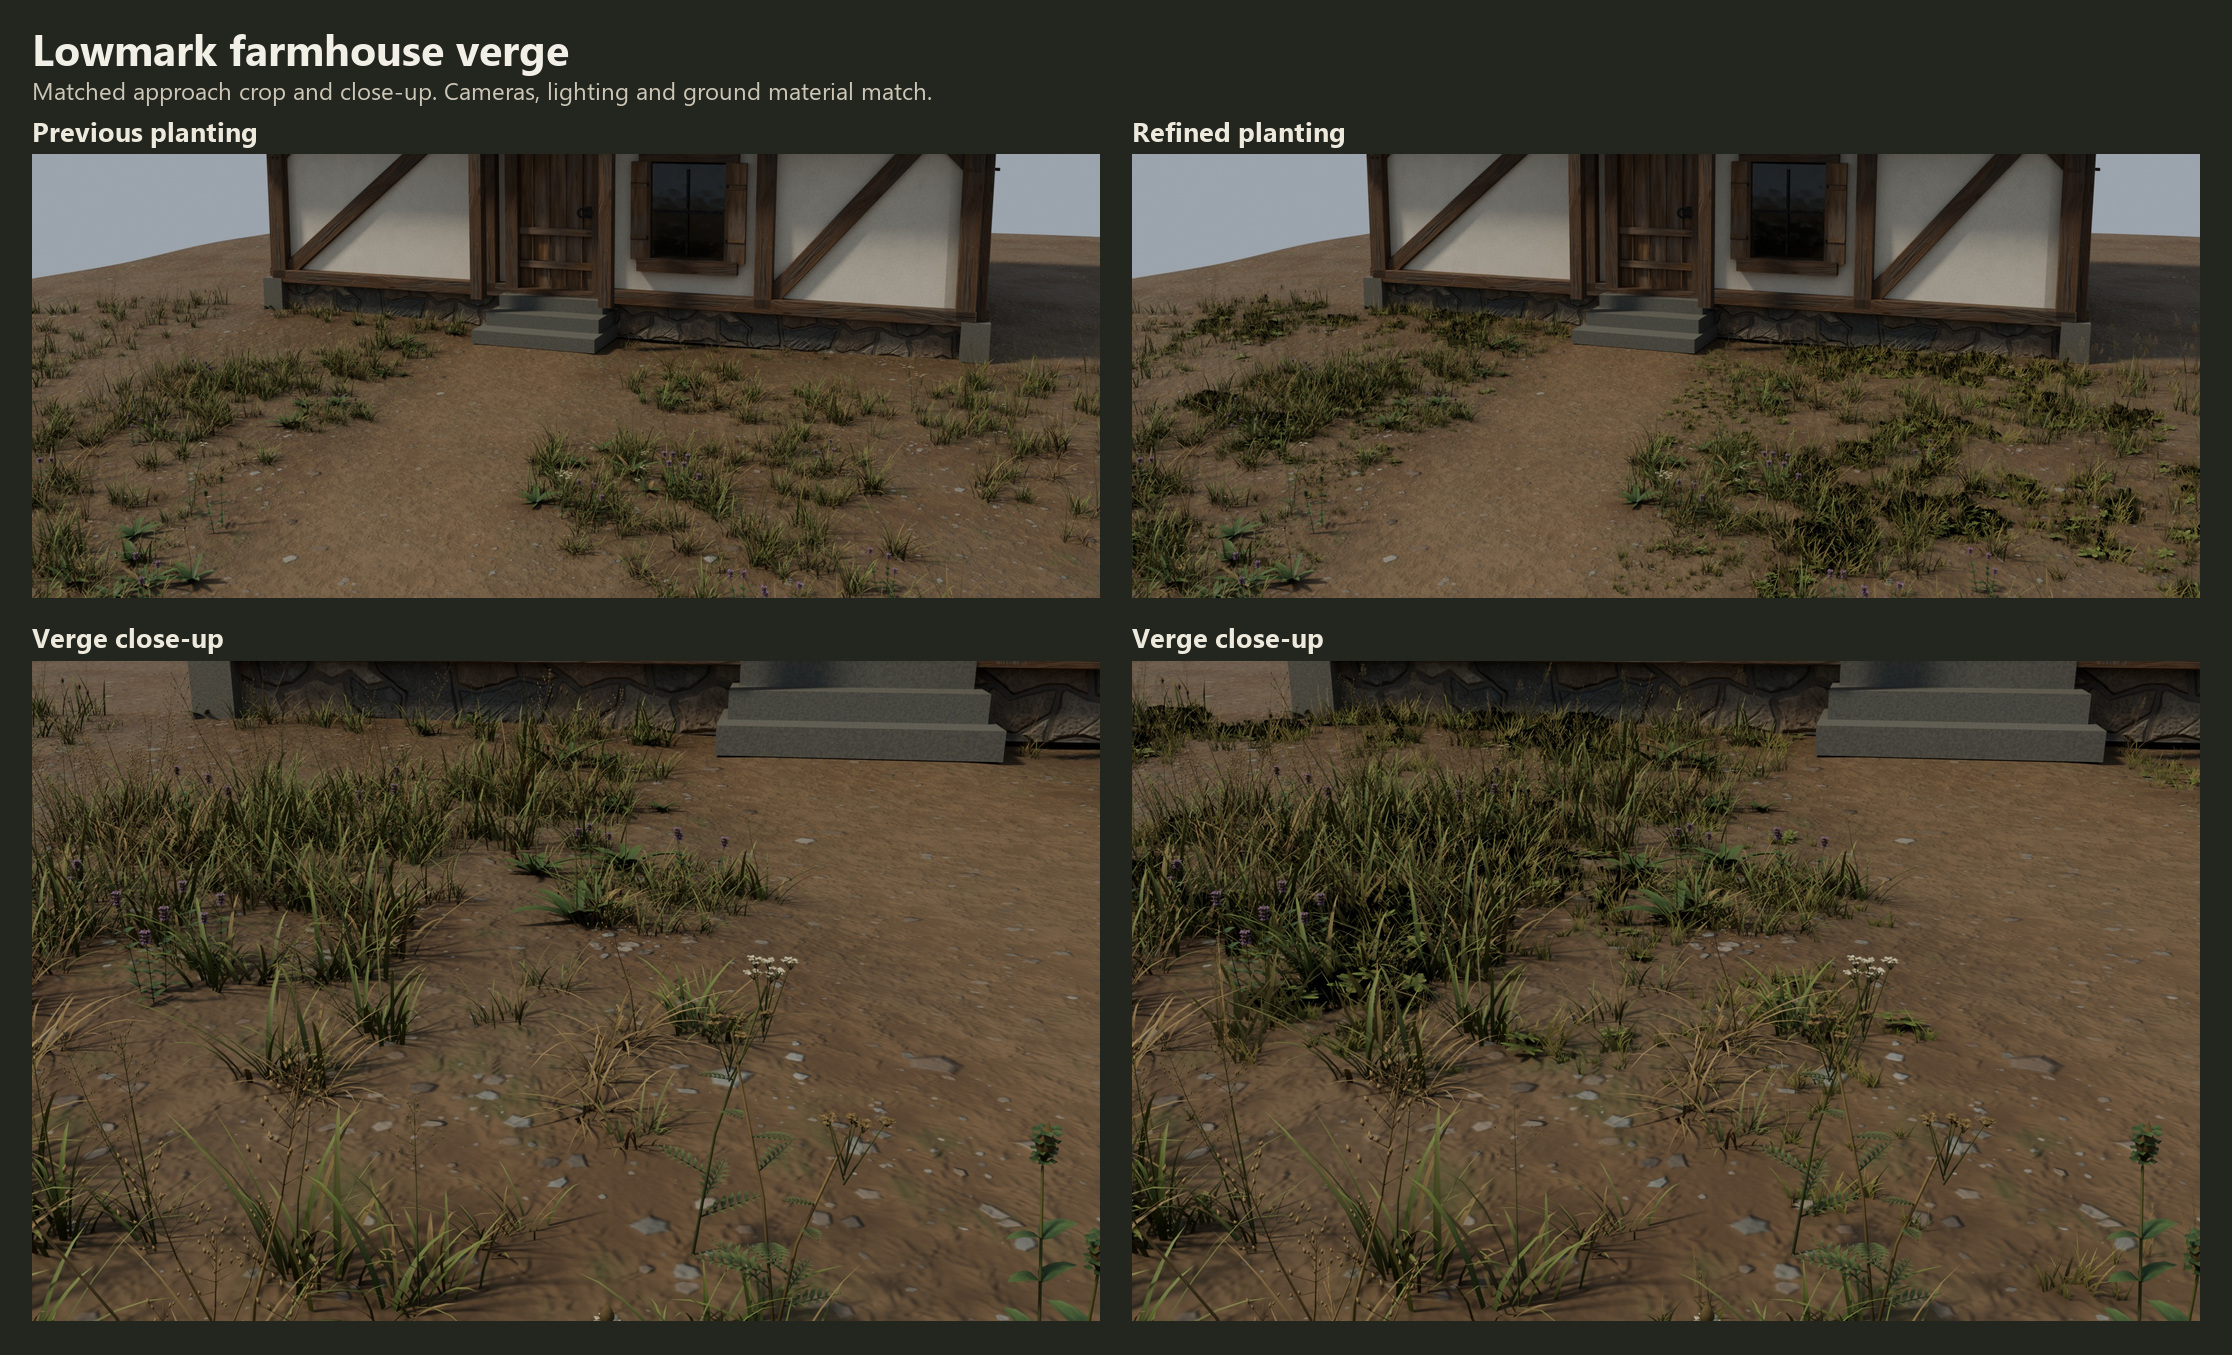 Lowmark farmhouse verge
Matched approach crop and close-up. Cameras, lighting and ground material match.
Previous planting
Refined planting
Verge close-up
Verge close-up